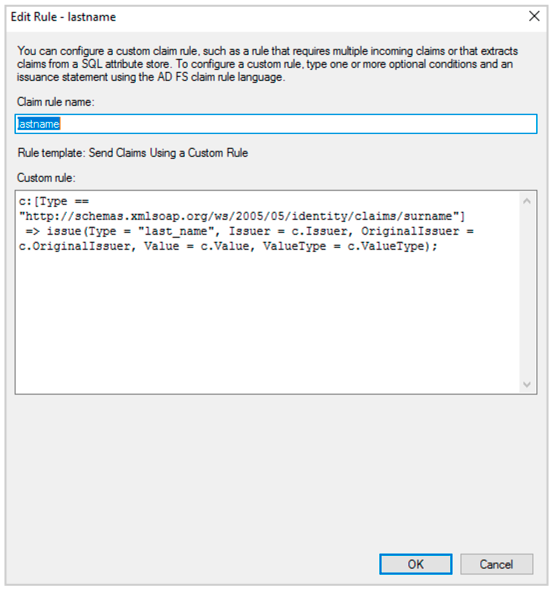 Edit Rule - lastname
You can configure a custom claim rule, such as a rule that requires multiple incoming claims or that extracts
claims from a SQL attribute store. To configure a custom rule, type one or more optional conditions and an
issuance statement using the AD FS claim rule language.
Claim rule name:
lastname
Rule template: Send Claims Using a Custom Rule
Custom rule:
c:[Type ==
"http://schemas.xmlsoap.org/ws/2005/05/identity/claims/surname"]
=> issue(Type = "last_name", Issuer = c.Issuer, OriginalIssuer =
c.OriginalIssuer, Value = c.Value, ValueType = c.ValueType);
OK
Cancel